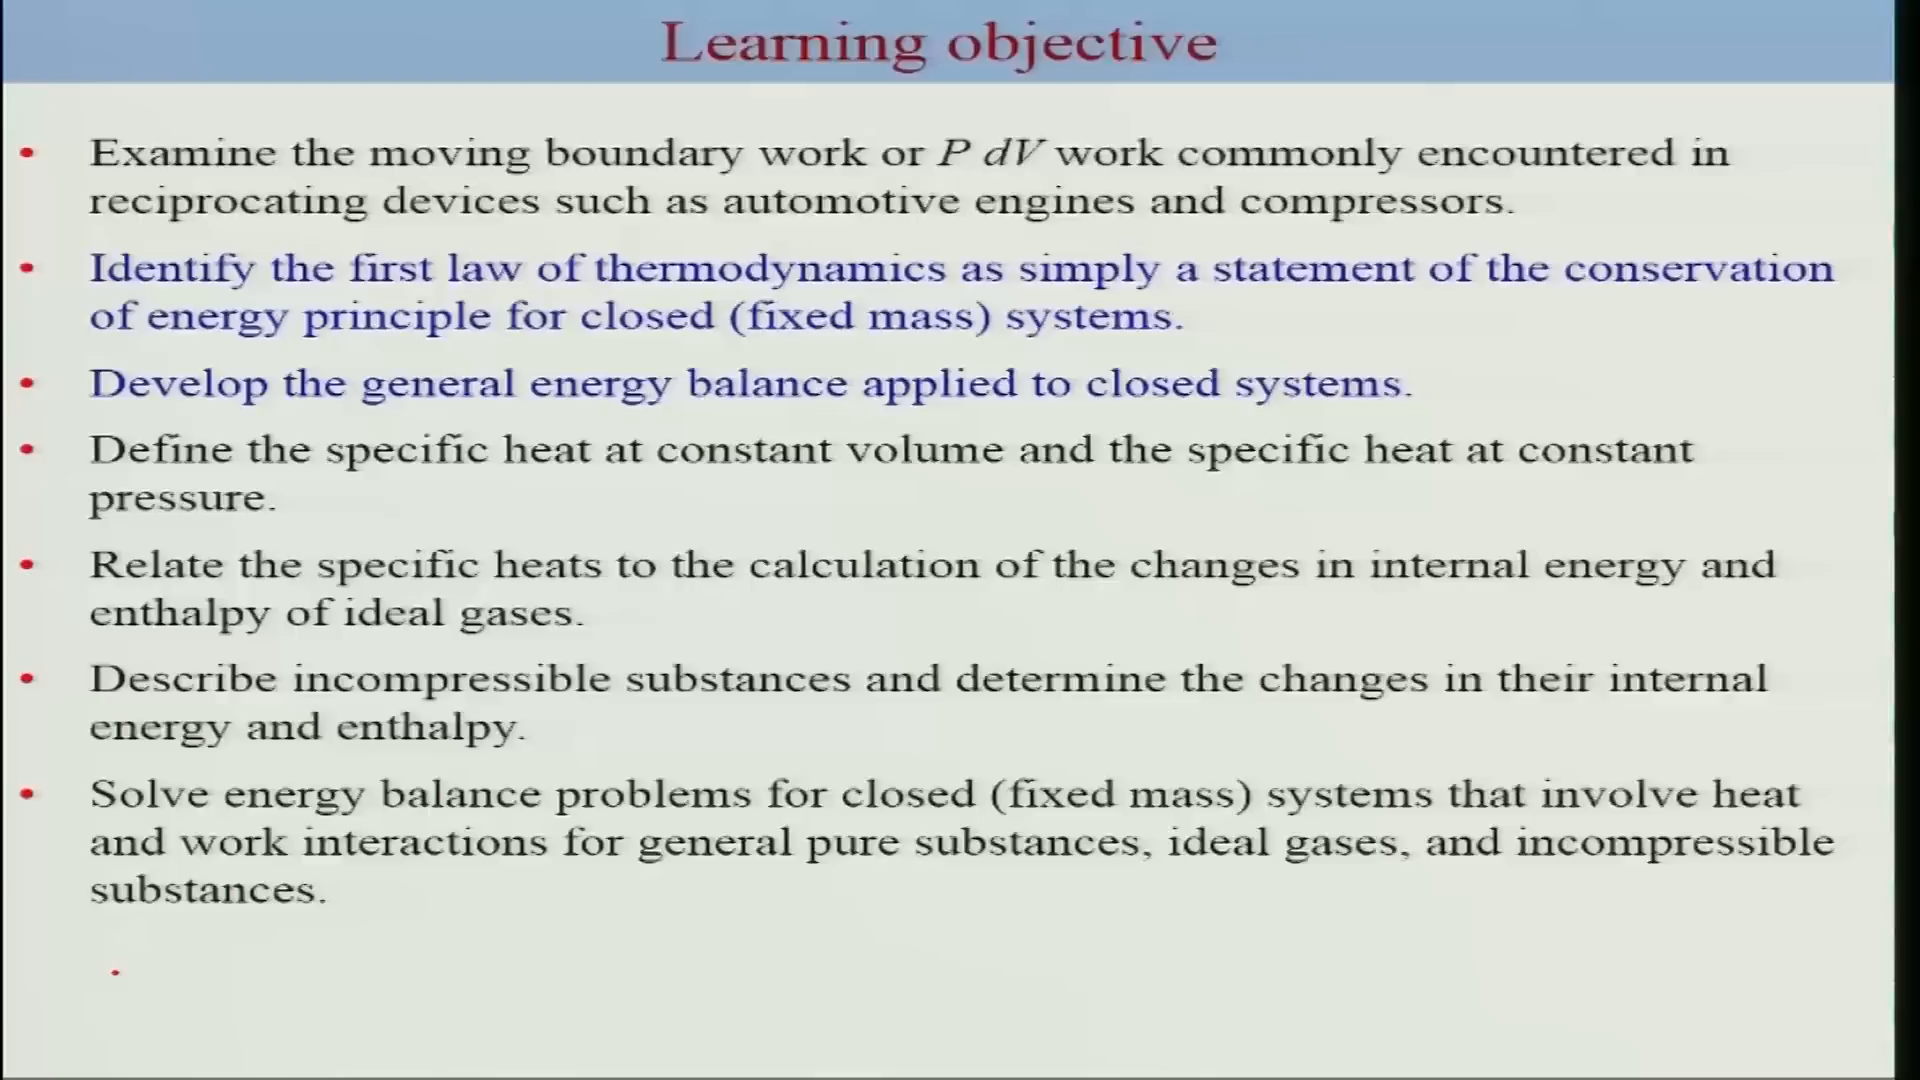 Learning objective
• Examine the moving boundary work or P dV work commonly encountered in
reciprocating devices such as automotive engines and compressors.
• Identify the first law of thermodynamics as simply a statement of the conservation
of energy principle for closed (fixed mass) systems.
• Develop the general energy balance applied to closed systems.
• Define the specific heat at constant volume and the specific heat at constant
pressure.
• Relate the specific heats to the calculation of the changes in internal energy and
enthalpy of ideal gases.
• Describe incompressible substances and determine the changes in their internal
energy and enthalpy.
• Solve energy balance problems for closed (fixed mass) systems that involve heat
and work interactions for general pure substances, ideal gases, and incompressible
substances.